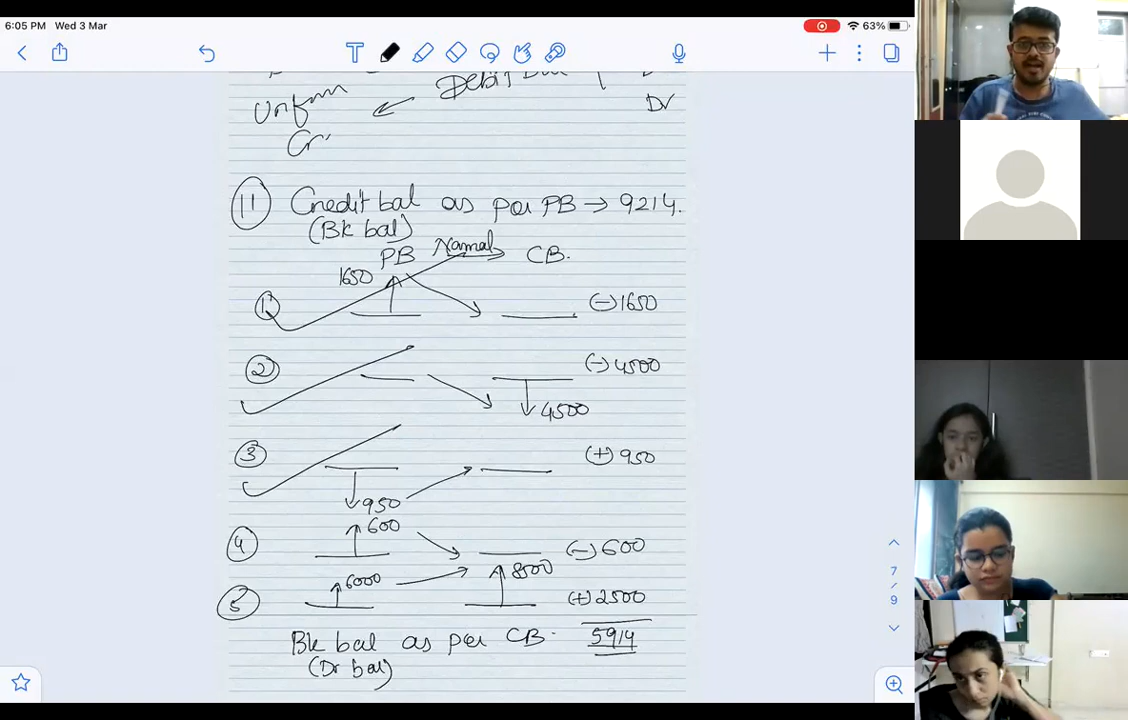 6:05 PM Wed 3 Mar
63%
T
Debit Bal
Uniform
Dr
Cr
11 Credit bal as per PB → 9214.
(Bk bal)
PB Normal CB.
1 1650 (-) 1650
2 (-) 4500
4500
3 (+) 950
950
600
4 (-) 600
6000 8500
5 (+) 2500
Bk bal as per CB. 5914
(Dr bal)
7
/
9